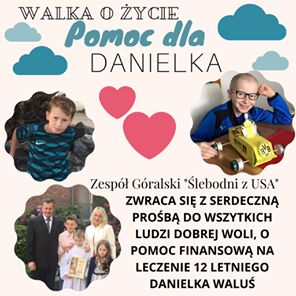 WALKA O ŻYCIE
Pomoc dla
DANIELKA
Zespół Góralski "Ślebodni z USA"
ZWRACA SIĘ Z SERDECZNĄ
PROŚBĄ DO WSZYTKICH
LUDZI DOBREJ WOLI, O
POMOC FINANSOWĄ NA
LECZENIE 12 LETNIEGO
DANIELKA WALUŚ